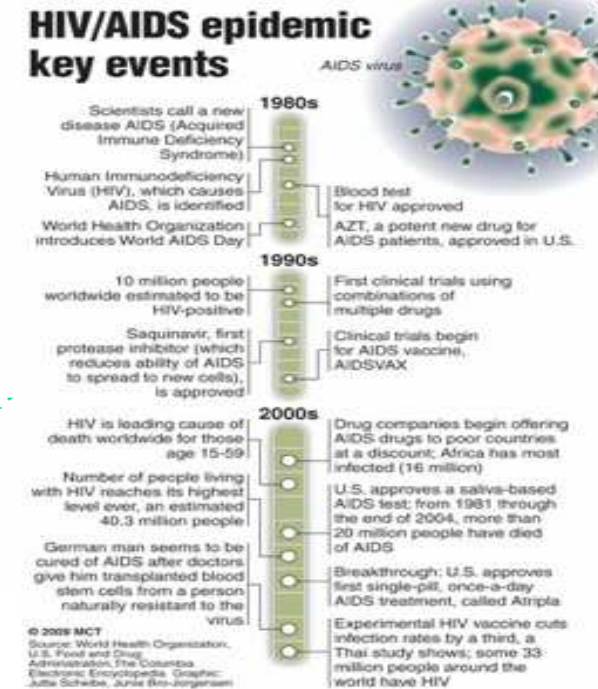 HIV/AIDS epidemic
key events
AIDS virus
1980s
Scientists call a new
disease AIDS (Acquired
Immune Deficiency
Syndrome)
Human Immunodeficiency
Virus (HIV), which causes
AIDS, is identified
Blood test
for HIV approved
World Health Organization
introduces World AIDS Day
AZT, a potent new drug for
AIDS patients, approved in U.S.
1990s
10 million people
worldwide estimated to be
HIV-positive
First clinical trials using
combinations of
multiple drugs
Saquinavir, first
protease inhibitor (which
reduces ability of AIDS
to spread to new cells),
is approved
Clinical trials begin
for AIDS vaccine,
AIDSVAX
2000s
HIV is leading cause of
death worldwide for those
age 15-59
Drug companies begin offering
AIDS drugs to poor countries
at a discount; Africa has most
infected (16 million)
Number of people living
with HIV reaches its highest
level ever, an estimated
40.3 million people
U.S. approves a saliva-based
AIDS test; from 1981 through
the end of 2004, more than
20 million people have died
of AIDS
German man seems to be
cured of AIDS after doctors
give him transplanted blood
stem cells from a person
naturally resistant to the
virus
Breakthrough: U.S. approves
first single-pill, once-a-day
AIDS treatment, called Atripla
Experimental HIV vaccine cuts
infection rates by a third, a
Thai study shows; some 33
million people around the
world have HIV
© 2009 MCT
Source: World Health Organization,
U.S. Food and Drug
Administration, The Columbia
Electronic Encyclopedia Graphic:
Jutta Scheibe, Junie Bro-Jorgensen